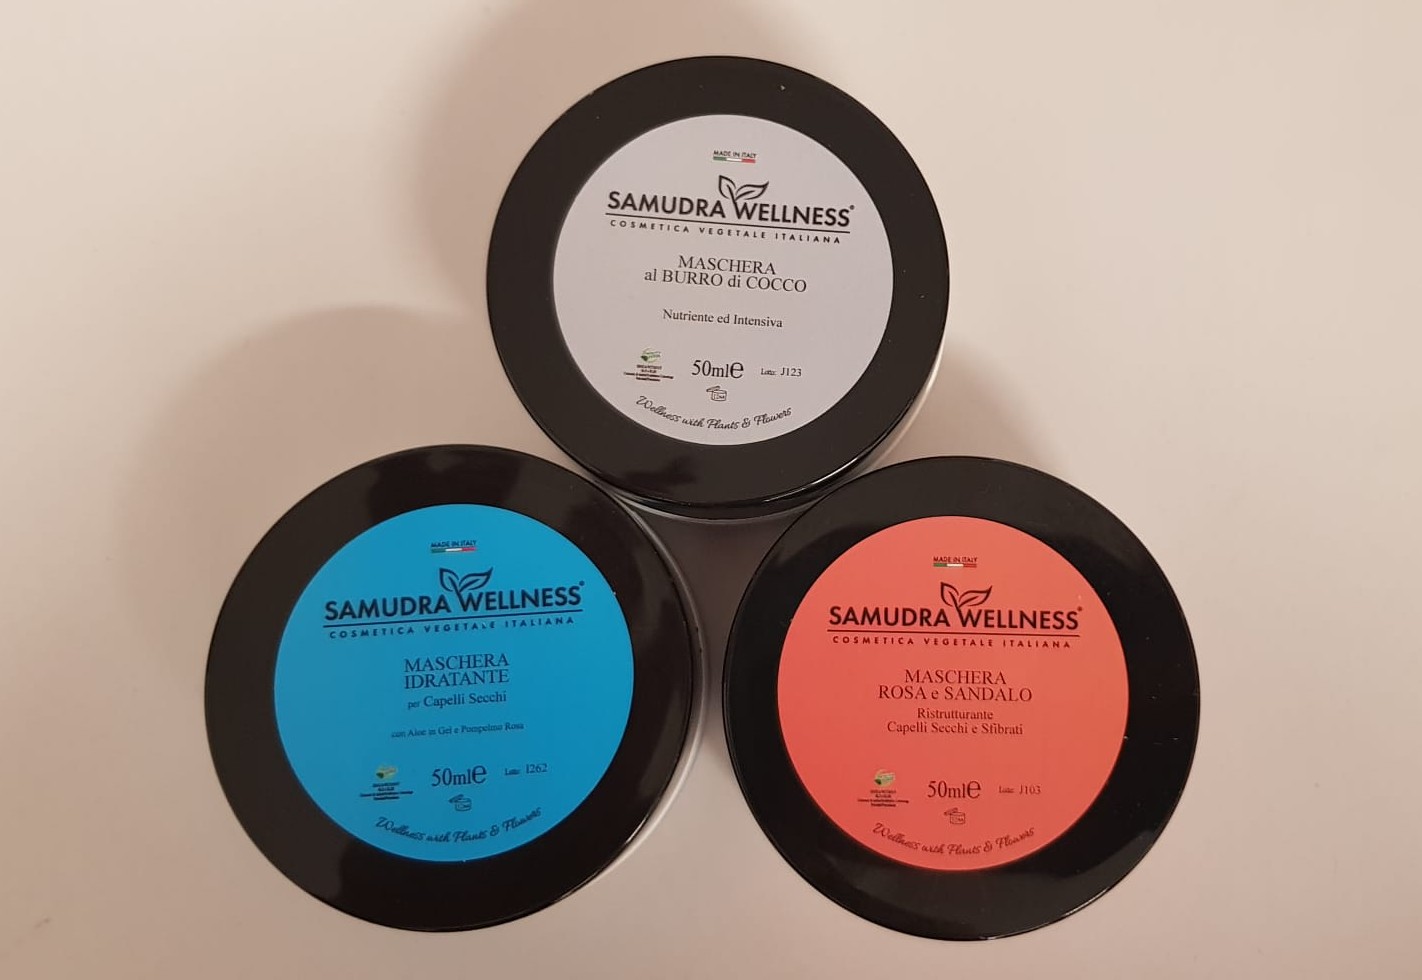 MADE IN ITALY
SAMUDRA WELLNESS®
COSMETICA VEGETALE ITALIANA
MASCHERA
al BURRO di COCCO
Nutriente ed Intensiva
50ml℮ Lotto: J123
12M
Wellness with Plants & Flowers
MADE IN ITALY
SAMUDRA WELLNESS®
COSMETICA VEGETALE ITALIANA
MASCHERA
IDRATANTE
per Capelli Secchi
con Aloe in Gel e Pompelmo Rosa
50ml℮ Lotto: I262
12M
Wellness with Plants & Flowers
MADE IN ITALY
SAMUDRA WELLNESS®
COSMETICA VEGETALE ITALIANA
MASCHERA
ROSA e SANDALO
Ristrutturante
Capelli Secchi e Sfibrati
50ml℮ Lotto: J103
12M
Wellness with Plants & Flowers